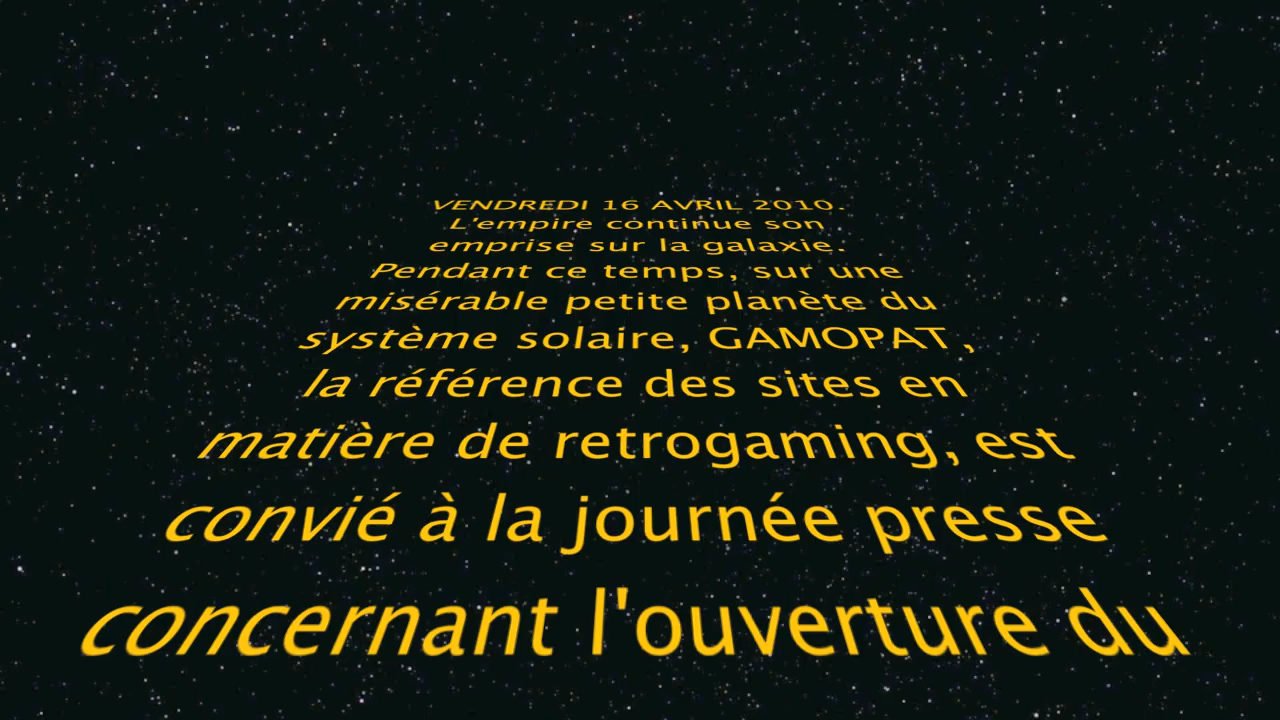 VENDREDI 16 AVRIL 2010.
L'empire continue son
emprise sur la galaxie.
Pendant ce temps, sur une
misérable petite planète du
système solaire, GAMOPAT ,
la référence des sites en
matière de retrogaming, est
convié à la journée presse
concernant l'ouverture du